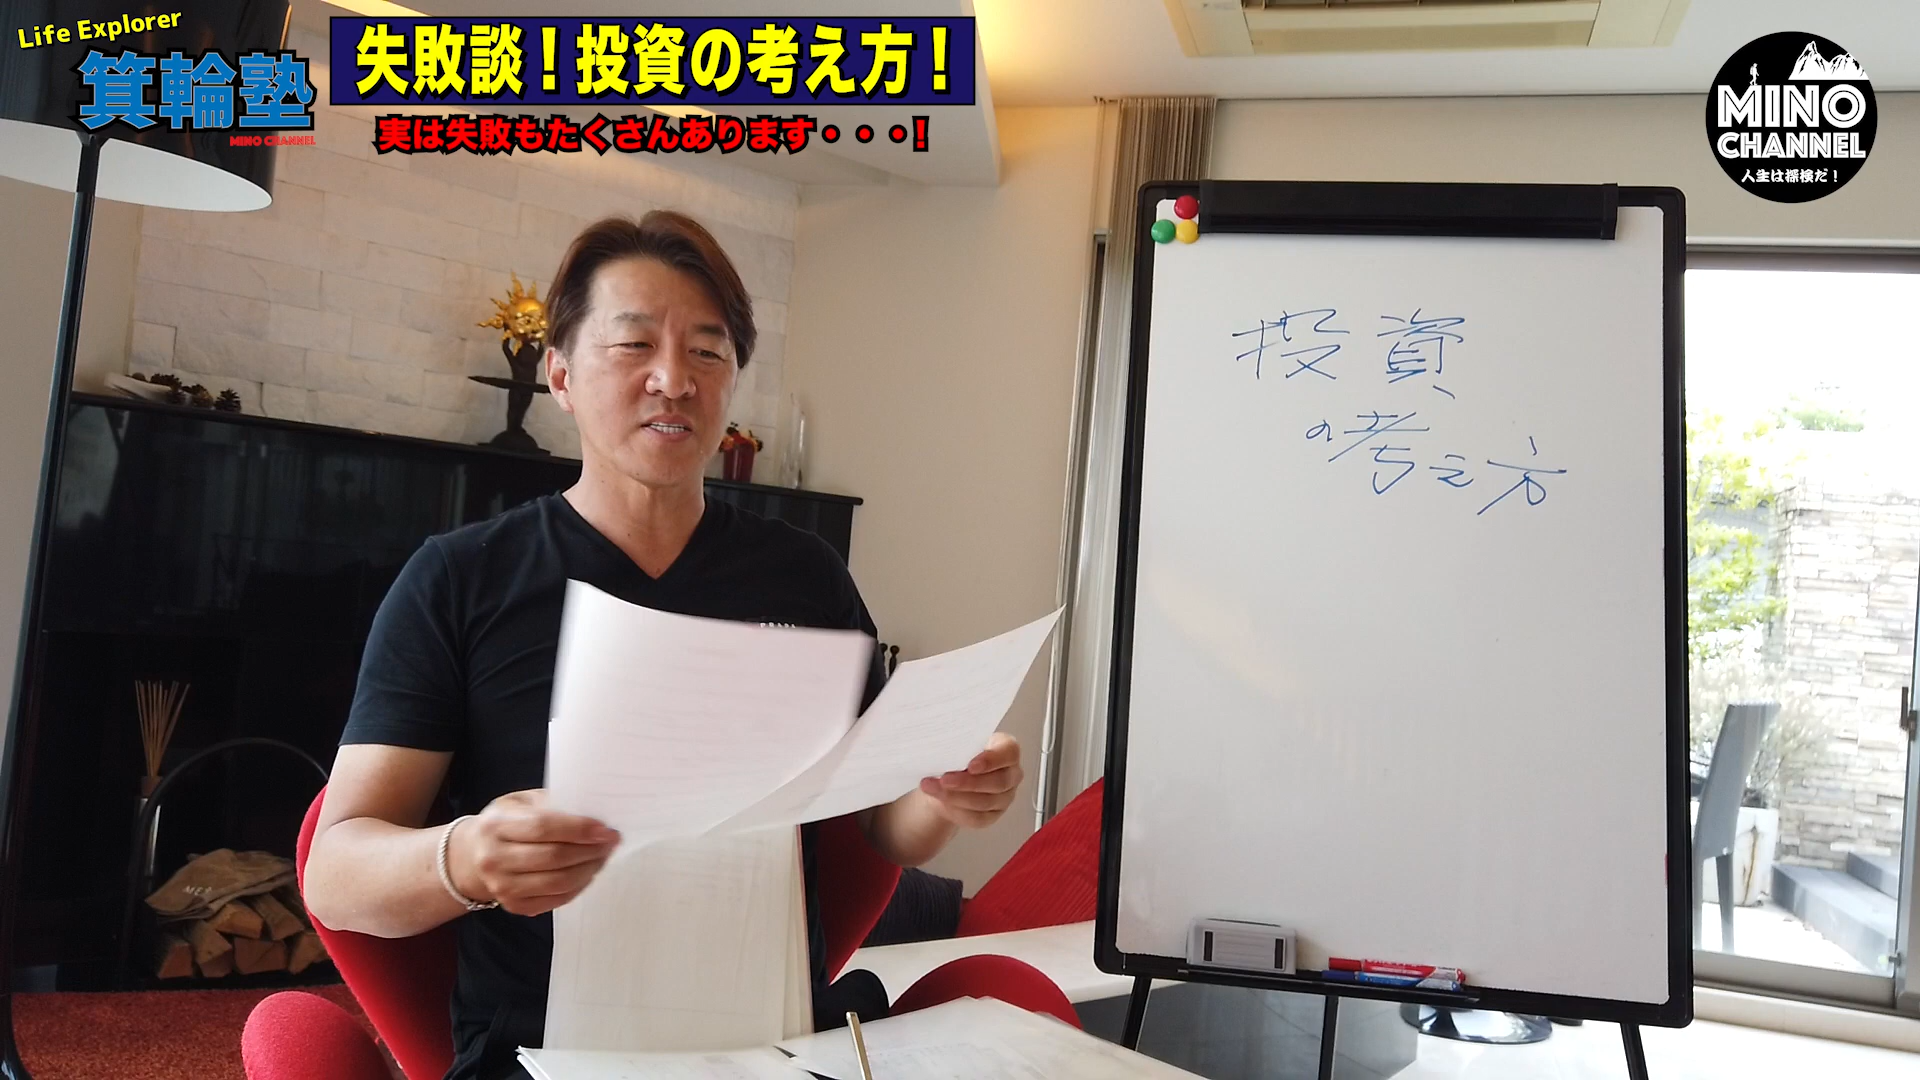 Life Explorer
箕輪塾
MINO CHANNEL
失敗談！投資の考え方！
実は失敗もたくさんあります・・・！
MINO
CHANNEL
人生は探検だ！
投資
の考え方
PRADA